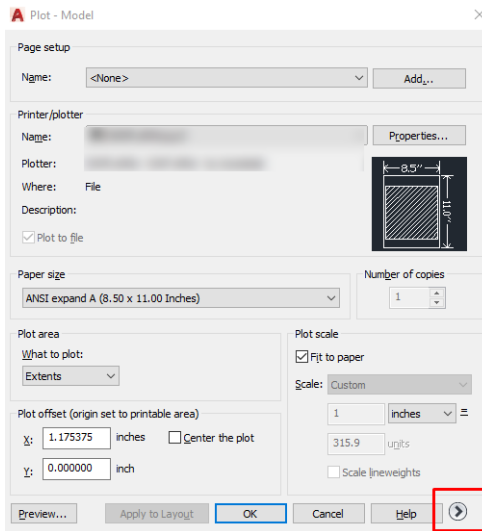 Plot - Model
Page setup
Name: <None> Add...
Printer/plotter
Name: Properties...
Plotter:
Where: File
Description:
Plot to file
8.5"
11.0"
Paper size
ANSI expand A (8.50 x 11.00 Inches)
Number of copies
1
Plot area
What to plot:
Extents
Plot offset (origin set to printable area)
X: 1.175375 inches Center the plot
Y: 0.000000 inch
Plot scale
Fit to paper
Scale: Custom
1 inches =
315.9 units
Scale lineweights
Preview... Apply to Layout OK Cancel Help